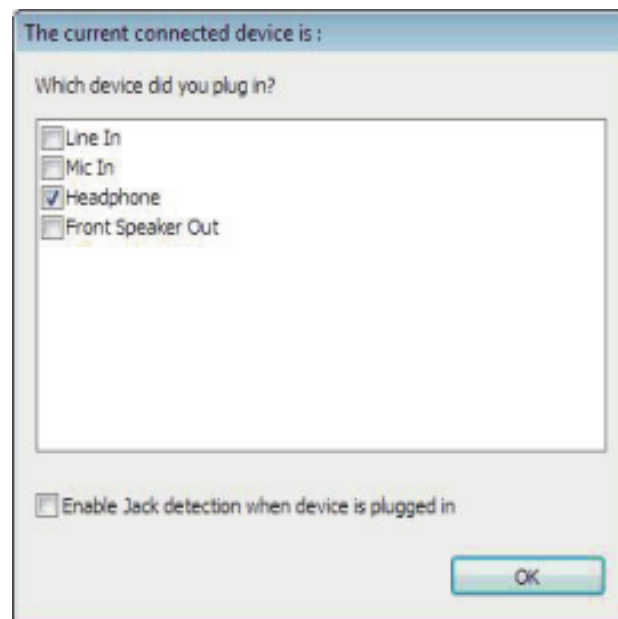 The current connected device is :
Which device did you plug in?
Line In
Mic In
Headphone
Front Speaker Out
Enable Jack detection when device is plugged in
OK